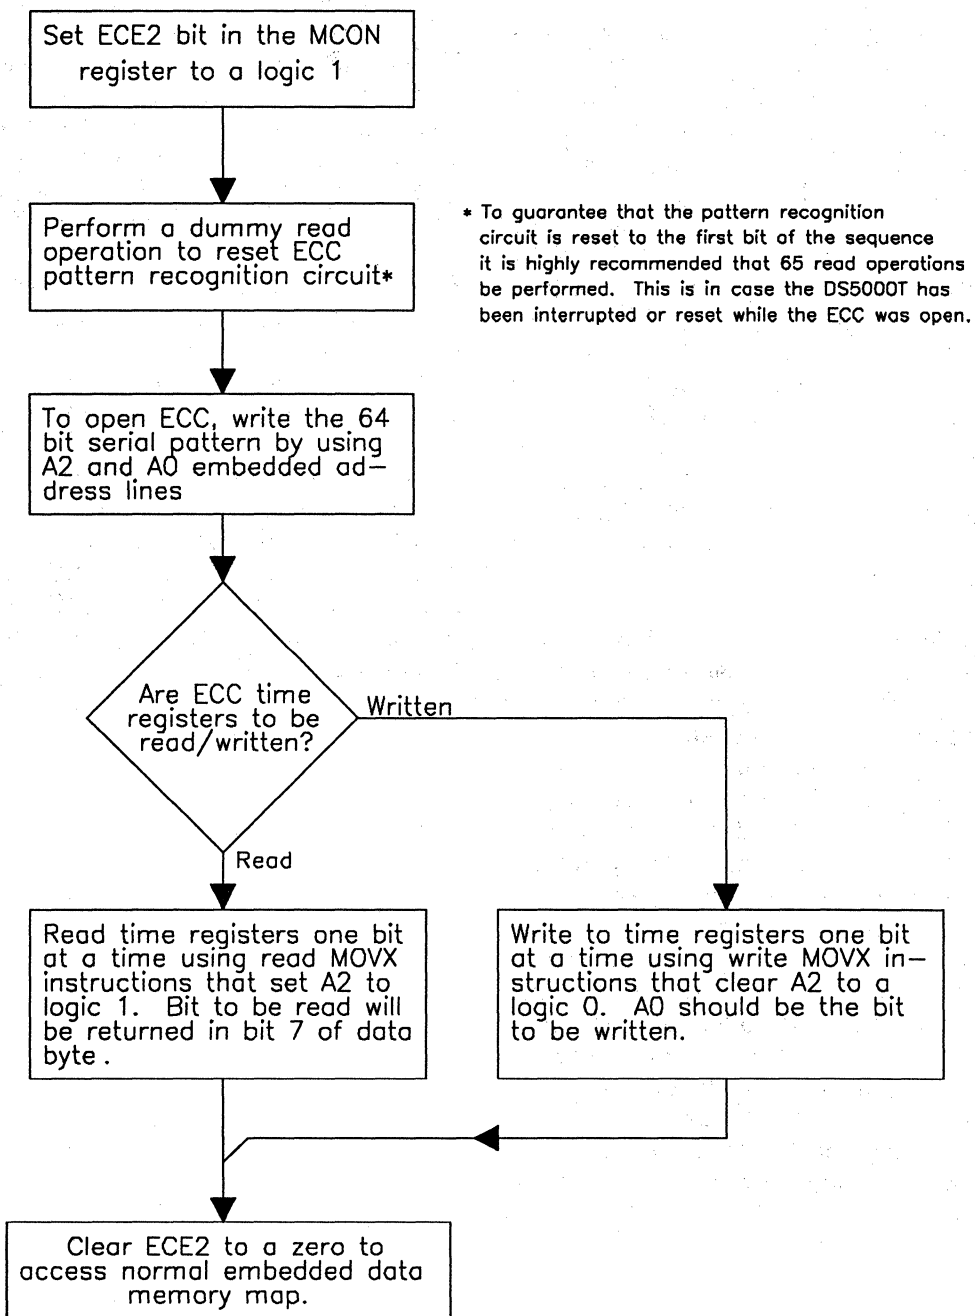 Set ECE2 bit in the MCON
register to a logic 1
Perform a dummy read
operation to reset ECC
pattern recognition circuit*
* To guarantee that the pattern recognition
circuit is reset to the first bit of the sequence
it is highly recommended that 65 read operations
be performed. This is in case the DS5000T has
been interrupted or reset while the ECC was open.
To open ECC, write the 64
bit serial pattern by using
A2 and A0 embedded ad-
dress lines
Are ECC time
registers to be
read/written?
Written
Read
Read time registers one bit
at a time using read MOVX
instructions that set A2 to
logic 1. Bit to be read will
be returned in bit 7 of data
byte.
Write to time registers one bit
at a time using write MOVX in-
structions that clear A2 to a
logic 0. A0 should be the bit
to be written.
Clear ECE2 to a zero to
access normal embedded data
memory map.